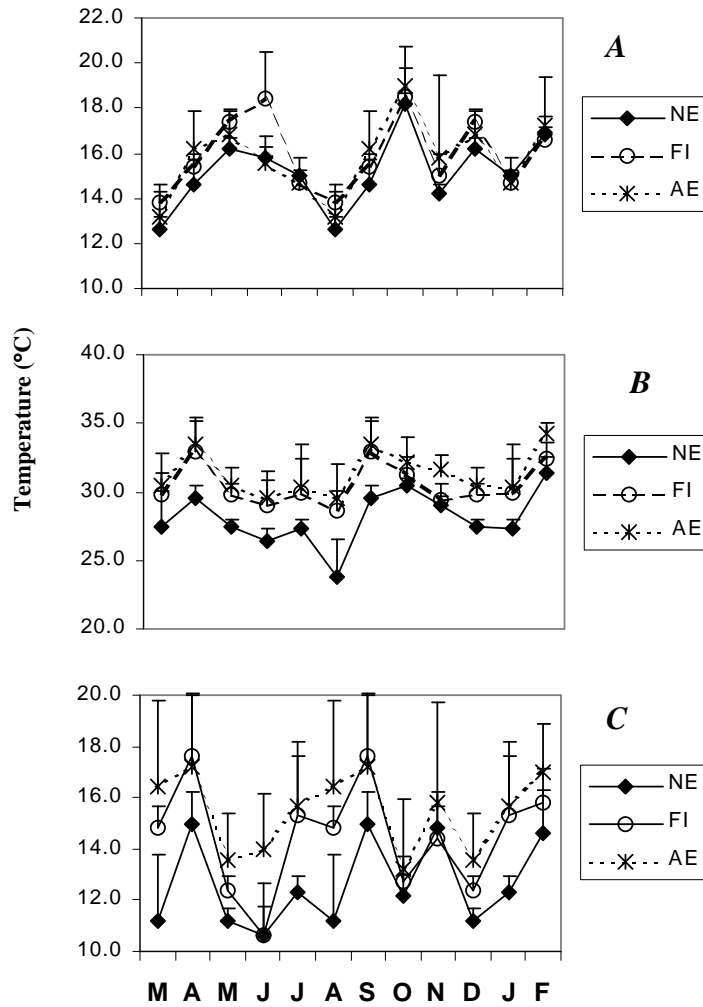 Temperature (°C)
A
22.0
20.0
18.0
16.0
14.0
12.0
10.0
NE
FI
AE
B
40.0
35.0
30.0
25.0
20.0
NE
FI
AE
C
20.0
18.0
16.0
14.0
12.0
10.0
NE
FI
AE
M A M J J A S O N D J F